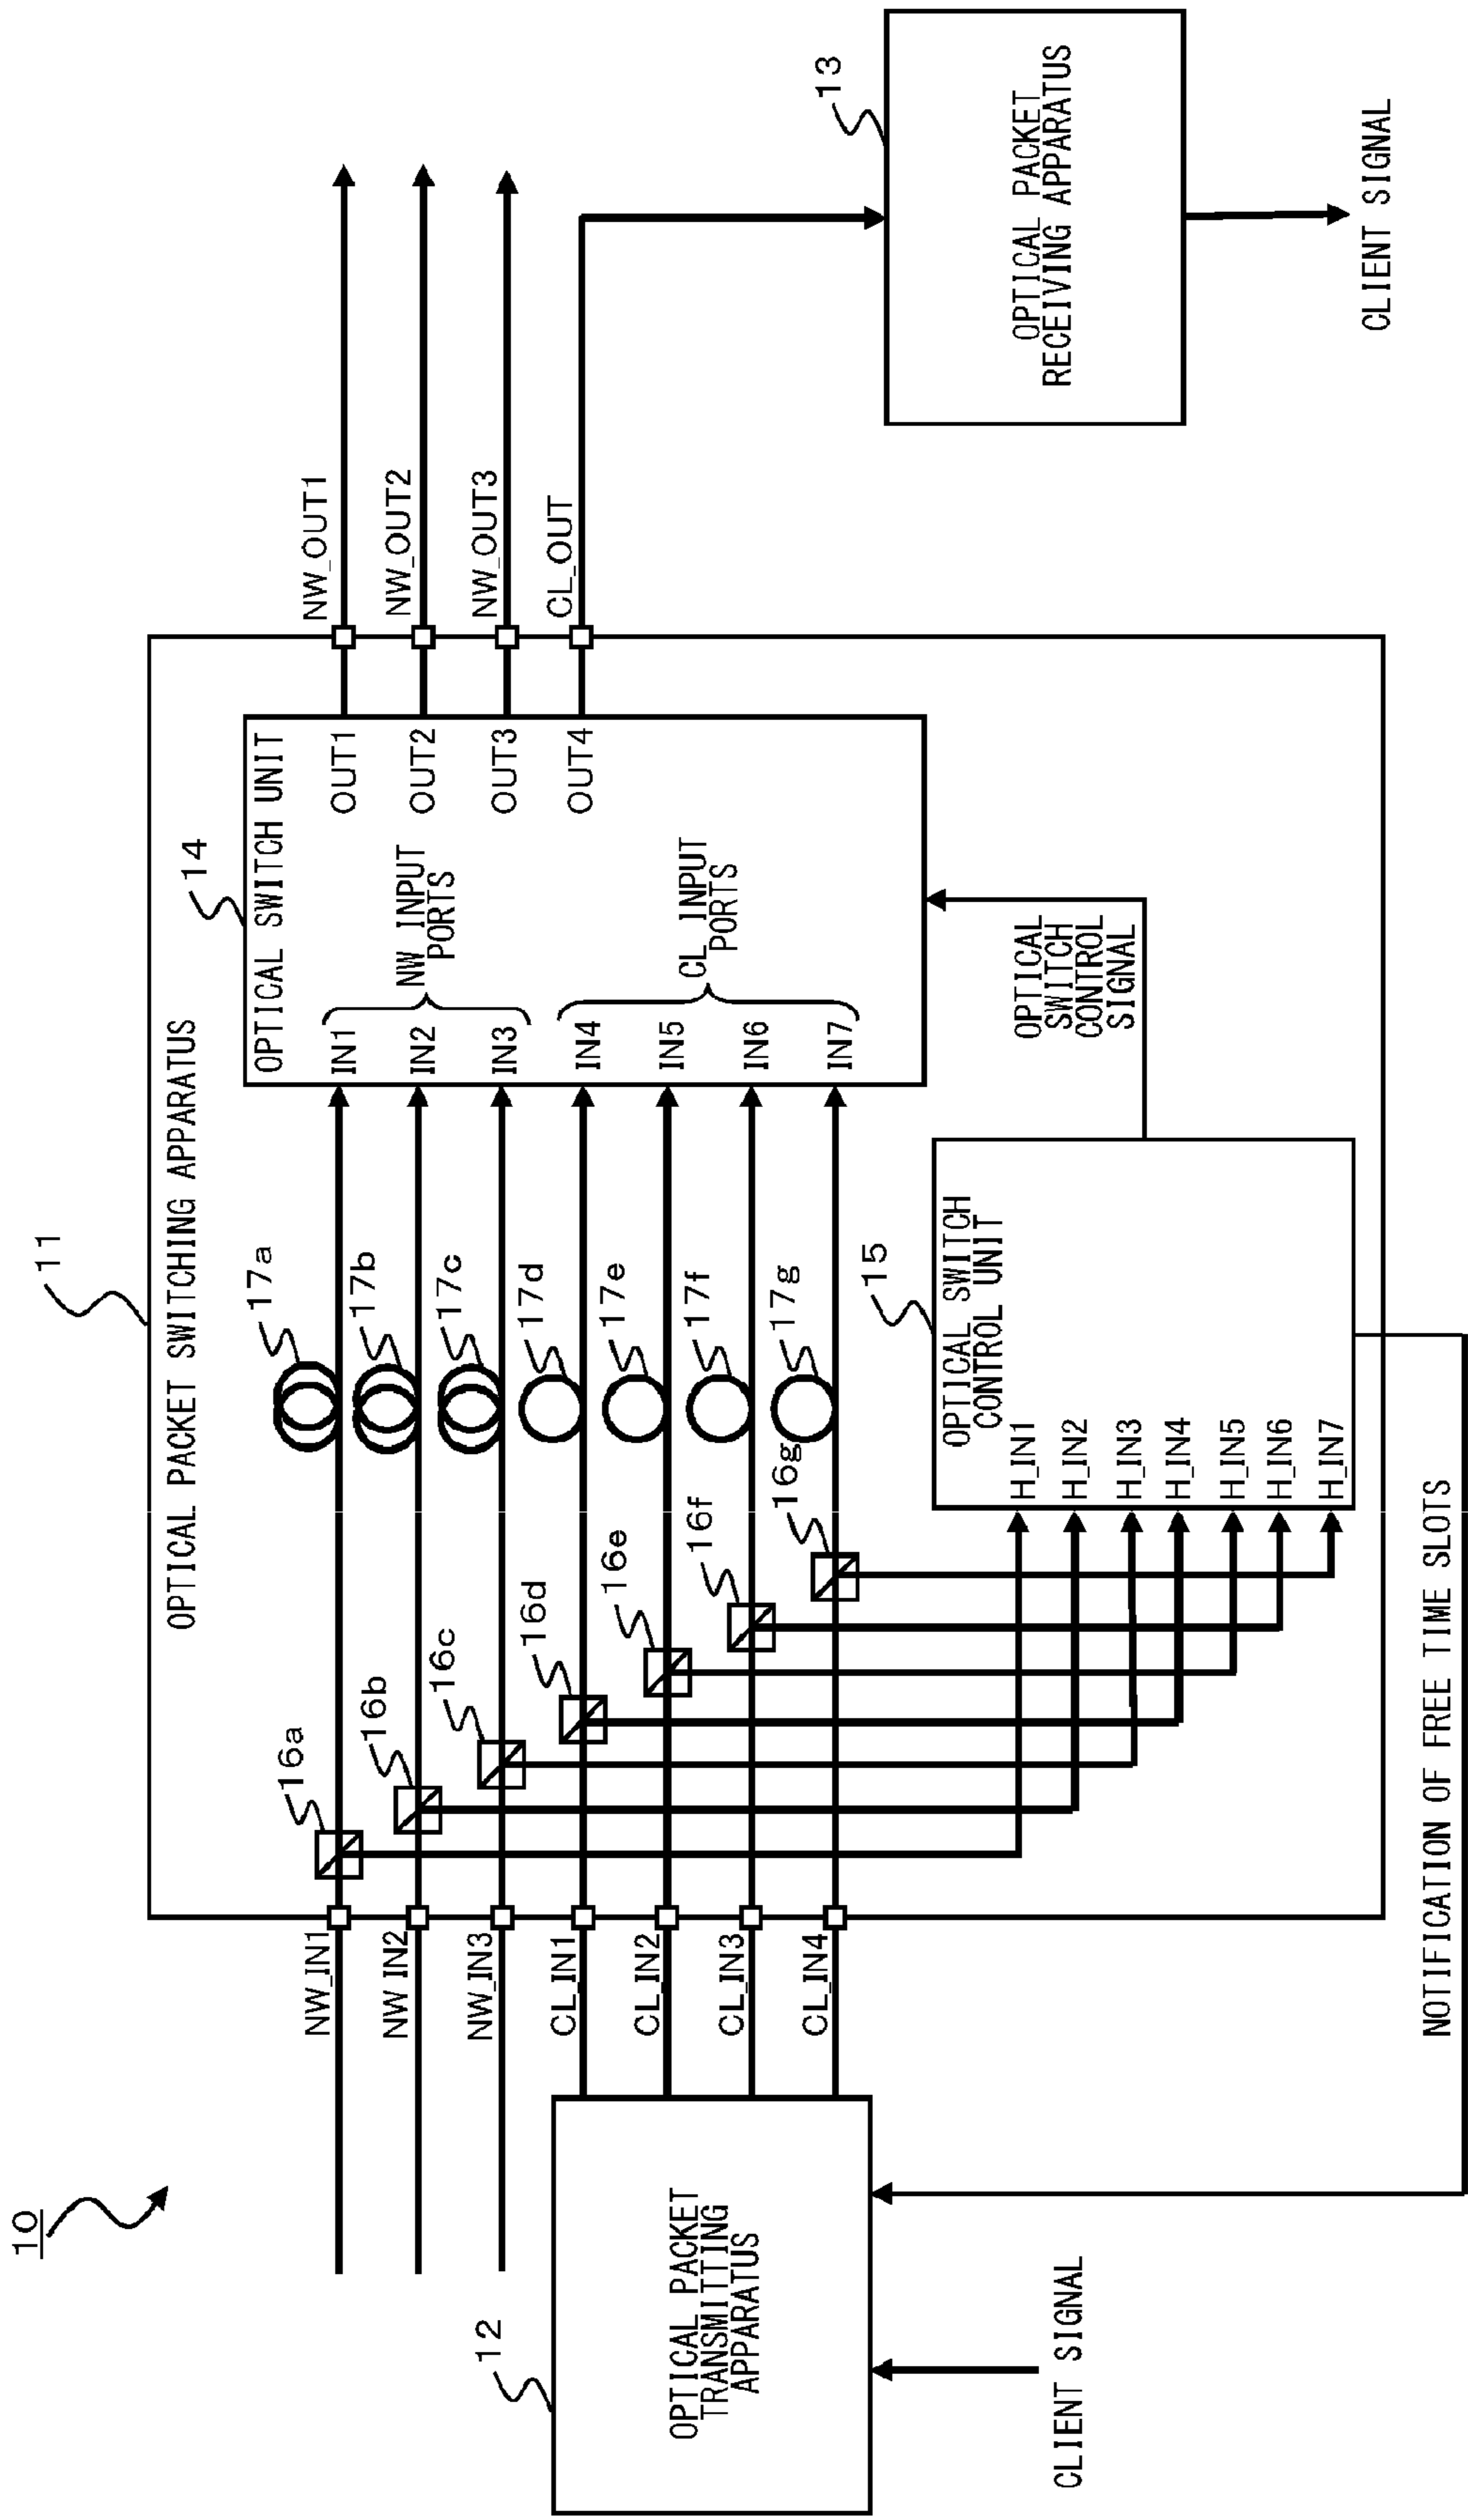 10
11
OPTICAL PACKET SWITCHING APPARATUS
14
OPTICAL SWITCH UNIT
NW_IN1
16a
17a
IN1
OUT1
NW_OUT1
NW_IN2
16b
17b
IN2
NW INPUT
PORTS
OUT2
NW_OUT2
NW_IN3
16c
17c
IN3
OUT3
NW_OUT3
CL_IN1
16d
17d
IN4
OUT4
CL_OUT
CL_IN2
16e
17e
IN5
CL INPUT
PORTS
CL_IN3
16f
17f
IN6
CL_IN4
16g
17g
IN7
12
OPTICAL PACKET
TRANSMITTING
APPARATUS
CLIENT SIGNAL
15
OPTICAL SWITCH
CONTROL UNIT
H_IN1
H_IN2
H_IN3
H_IN4
H_IN5
H_IN6
H_IN7
OPTICAL
SWITCH
CONTROL
SIGNAL
13
OPTICAL PACKET
RECEIVING APPARATUS
CLIENT SIGNAL
NOTIFICATION OF FREE TIME SLOTS